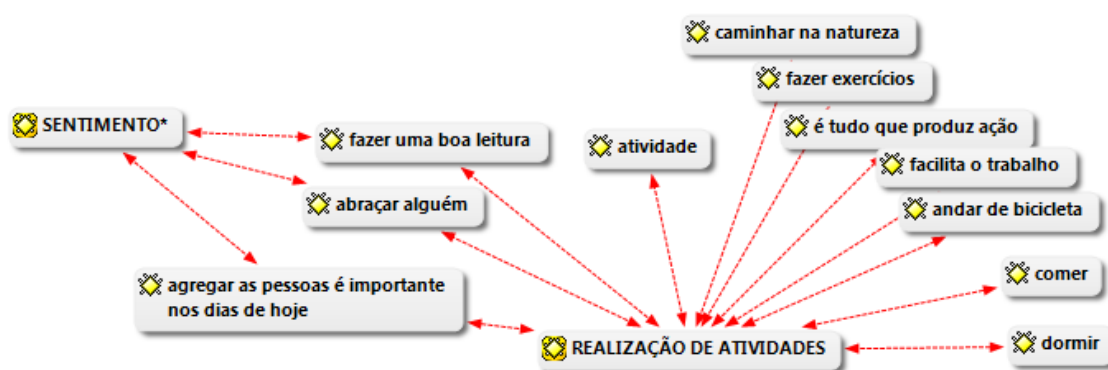 caminhar na natureza
fazer exercícios
SENTIMENTO*
é tudo que produz ação
fazer uma boa leitura
atividade
facilita o trabalho
abraçar alguém
andar de bicicleta
agregar as pessoas é importante
nos dias de hoje
comer
REALIZAÇÃO DE ATIVIDADES
dormir